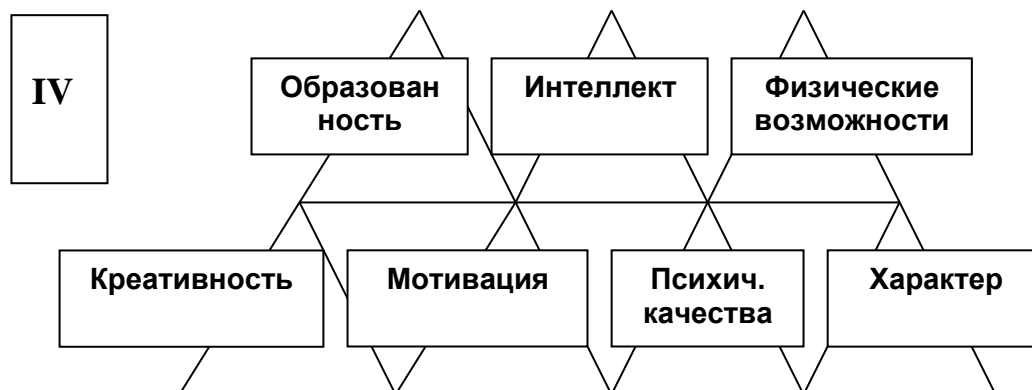 IV
Образован
ность
Интеллект
Физические
возможности
Креативность
Мотивация
Психич.
качества
Характер